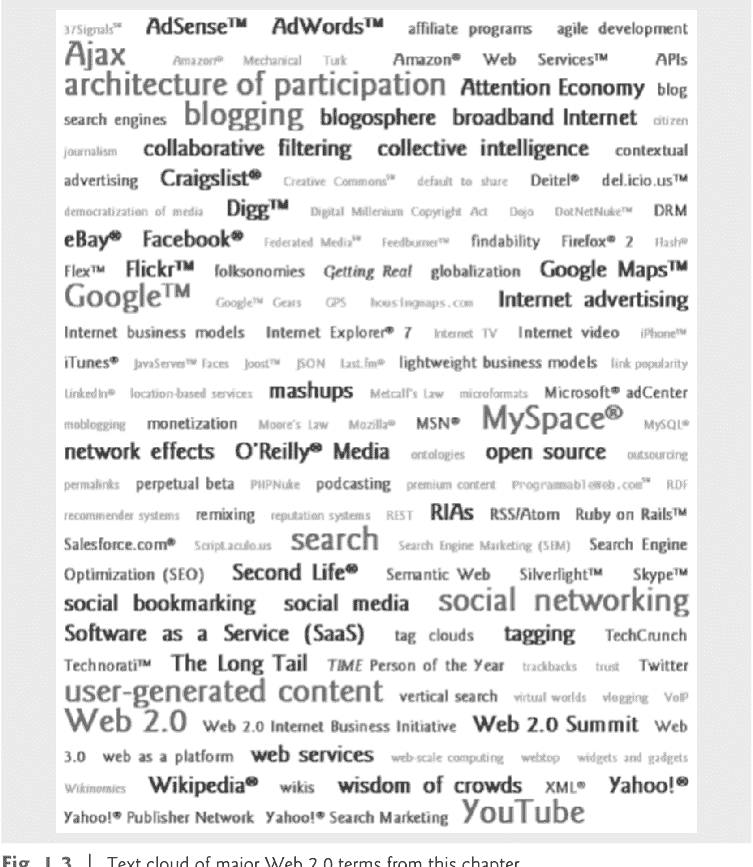 37Signals℠ AdSense™ AdWords™ affiliate programs agile development
Ajax Amazon® Mechanical Turk Amazon® Web Services™ APIs
architecture of participation Attention Economy blog
search engines blogging blogosphere broadband Internet citizen
journalism collaborative filtering collective intelligence contextual
advertising Craigslist® Creative Commons℠ default to share Deitel® del.icio.us™
democratization of media Digg™ Digital Millenium Copyright Act Dojo DotNetNuke™ DRM
eBay® Facebook® Federated Media℠ Feedburner™ findability Firefox® 2 Flash®
Flex™ Flickr™ folksonomies Getting Real globalization Google Maps™
Google™ Google™ Gears GPS housingmaps.com Internet advertising
Internet business models Internet Explorer® 7 Internet TV Internet video iPhone™
iTunes® JavaServer™ Faces Joost™ JSON Last.fm® lightweight business models link popularity
LinkedIn® location-based services mashups Metcalf's Law microformats Microsoft® adCenter
moblogging monetization Moore's Law Mozilla® MSN® MySpace® MySQL®
network effects O'Reilly® Media ontologies open source outsourcing
permalinks perpetual beta PHPNuke podcasting premium content Programmableweb.com℠ RDF
recommender systems remixing reputation systems REST RIAs RSS/Atom Ruby on Rails™
Salesforce.com® Script.aculo.us search Search Engine Marketing (SEM) Search Engine
Optimization (SEO) Second Life® Semantic Web Silverlight™ Skype™
social bookmarking social media social networking
Software as a Service (SaaS) tag clouds tagging TechCrunch
Technorati™ The Long Tail TIME Person of the Year trackbacks trust Twitter
user-generated content vertical search virtual worlds vlogging VoIP
Web 2.0 Web 2.0 Internet Business Initiative Web 2.0 Summit Web
3.0 web as a platform web services web-scale computing webtop widgets and gadgets
Wikinomics Wikipedia® wikis wisdom of crowds XML® Yahoo!®
Yahoo!® Publisher Network Yahoo!® Search Marketing YouTube
Fig. 1.3 | Text cloud of major Web 2.0 terms from this chapter